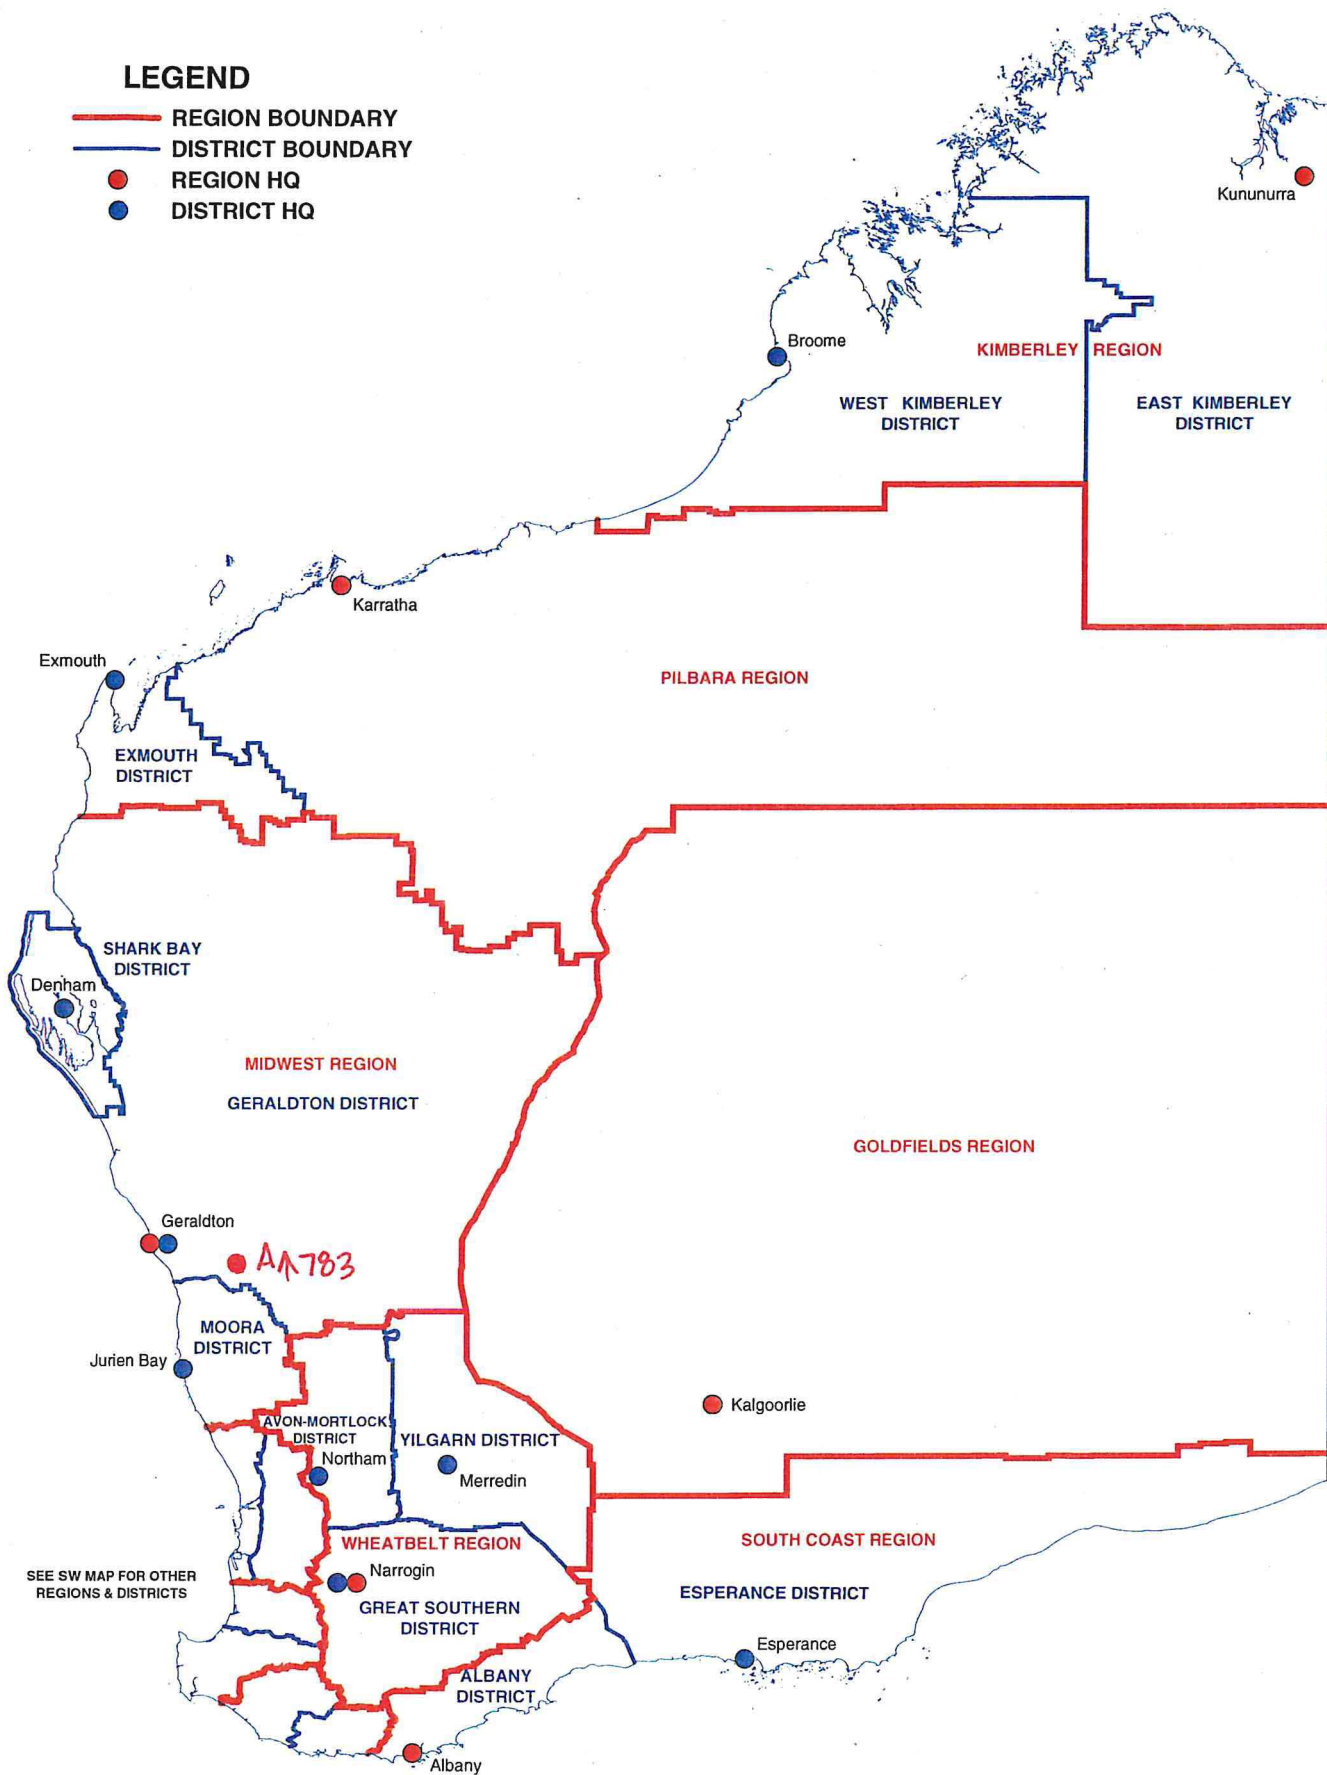 LEGEND
REGION BOUNDARY
DISTRICT BOUNDARY
REGION HQ
DISTRICT HQ
Kununurra
Broome
KIMBERLEY REGION
WEST KIMBERLEY
DISTRICT
EAST KIMBERLEY
DISTRICT
Karratha
Exmouth
PILBARA REGION
EXMOUTH
DISTRICT
SHARK BAY
DISTRICT
Denham
MIDWEST REGION
GERALDTON DISTRICT
GOLDFIELDS REGION
Geraldton
A↑783
MOORA
DISTRICT
Jurien Bay
Kalgoorlie
AVON-MORTLOCK
DISTRICT
YILGARN DISTRICT
Northam
Merredin
WHEATBELT REGION
SOUTH COAST REGION
SEE SW MAP FOR OTHER
REGIONS & DISTRICTS
Narrogin
ESPERANCE DISTRICT
GREAT SOUTHERN
DISTRICT
Esperance
ALBANY
DISTRICT
Albany